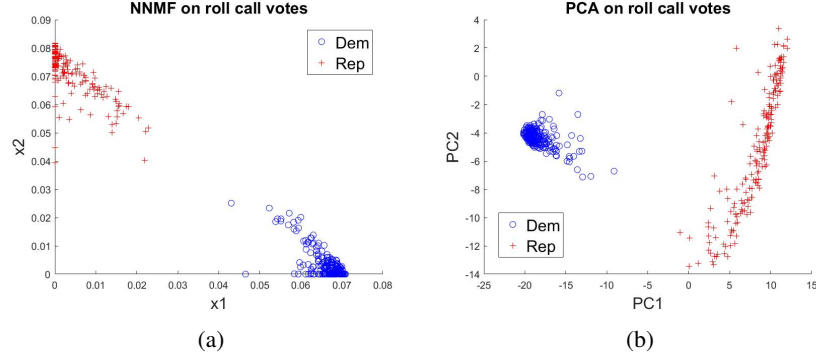 NNMF on roll call votes
0.09
0.08
0.07
0.06
0.05
0.04
0.03
0.02
0.01
0
x2
Dem
Rep
0 0.01 0.02 0.03 0.04 0.05 0.06 0.07 0.08
x1
(a)
PCA on roll call votes
4
2
0
-2
-4
-6
-8
-10
-12
-14
PC2
Dem
Rep
-25 -20 -15 -10 -5 0 5 10 15
PC1
(b)